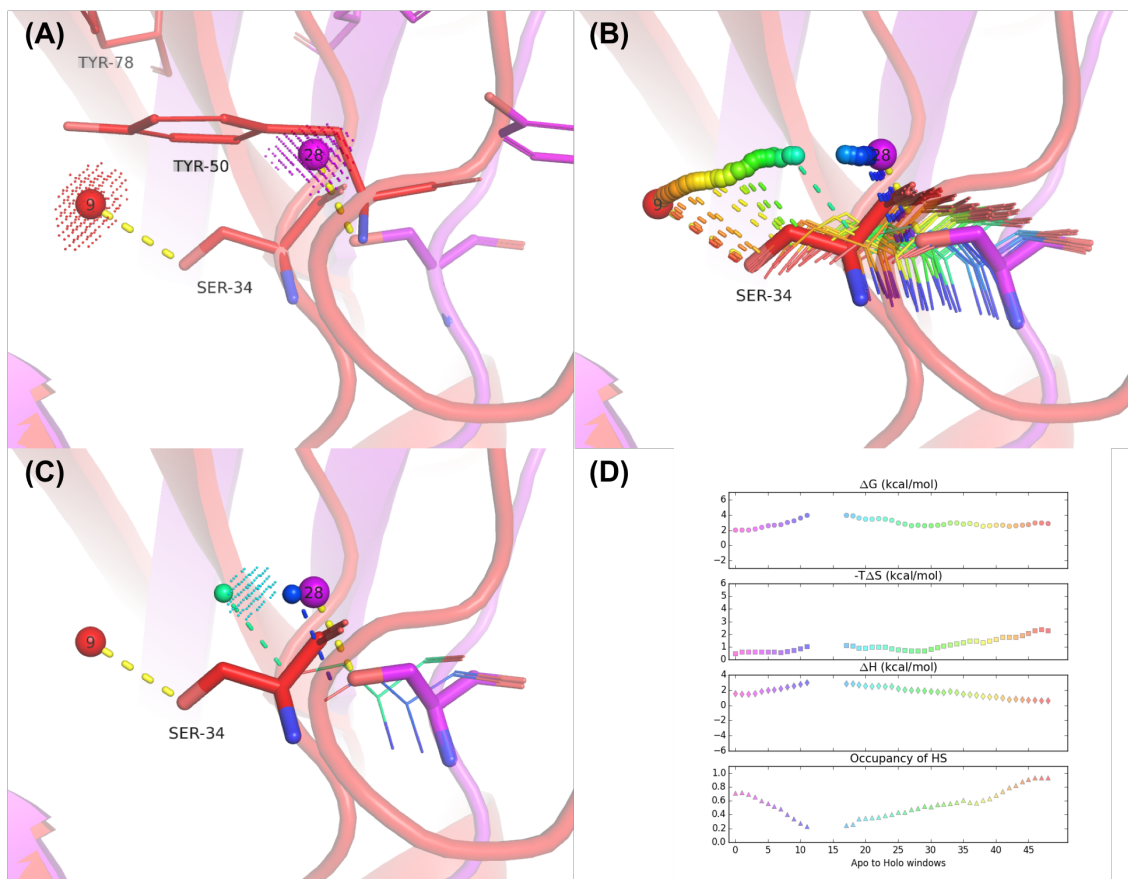 (A)
TYR-78
TYR-50
28
9
SER-34
(B)
28
9
SER-34
(C)
28
9
SER-34
(D)
ΔG (kcal/mol)
6
4
2
0
−2
-TΔS (kcal/mol)
6
5
4
3
2
1
0
ΔH (kcal/mol)
4
2
0
−2
−4
−6
Occupancy of HS
1.0
0.8
0.6
0.4
0.2
0.0
0 5 10 15 20 25 30 35 40 45
Apo to Holo windows